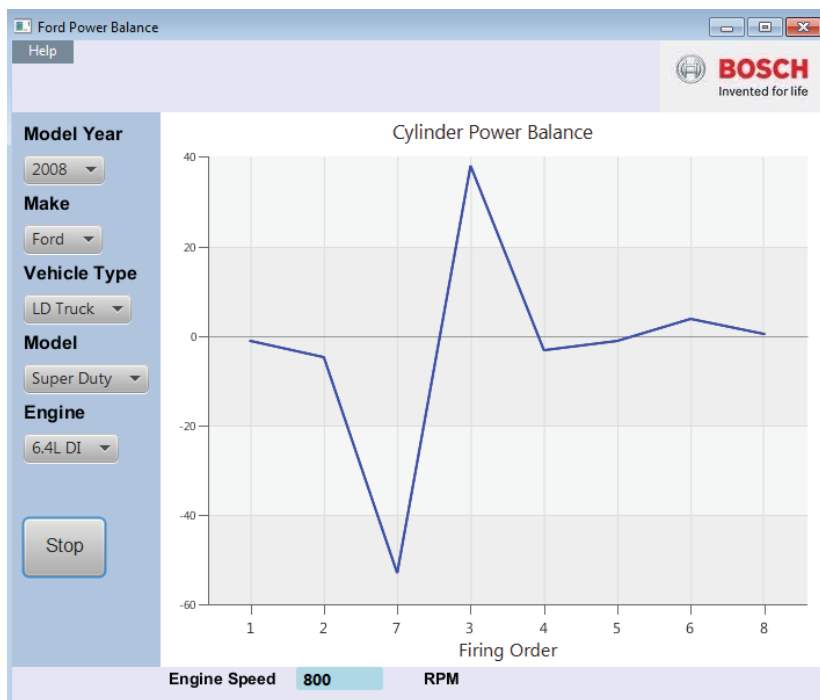 Ford Power Balance
Help
BOSCH
Invented for life
Model Year
2008
Make
Ford
Vehicle Type
LD Truck
Model
Super Duty
Engine
6.4L DI
Stop
Cylinder Power Balance
40
20
0
-20
-40
-60
1 2 7 3 4 5 6 8
Firing Order
Engine Speed 800 RPM